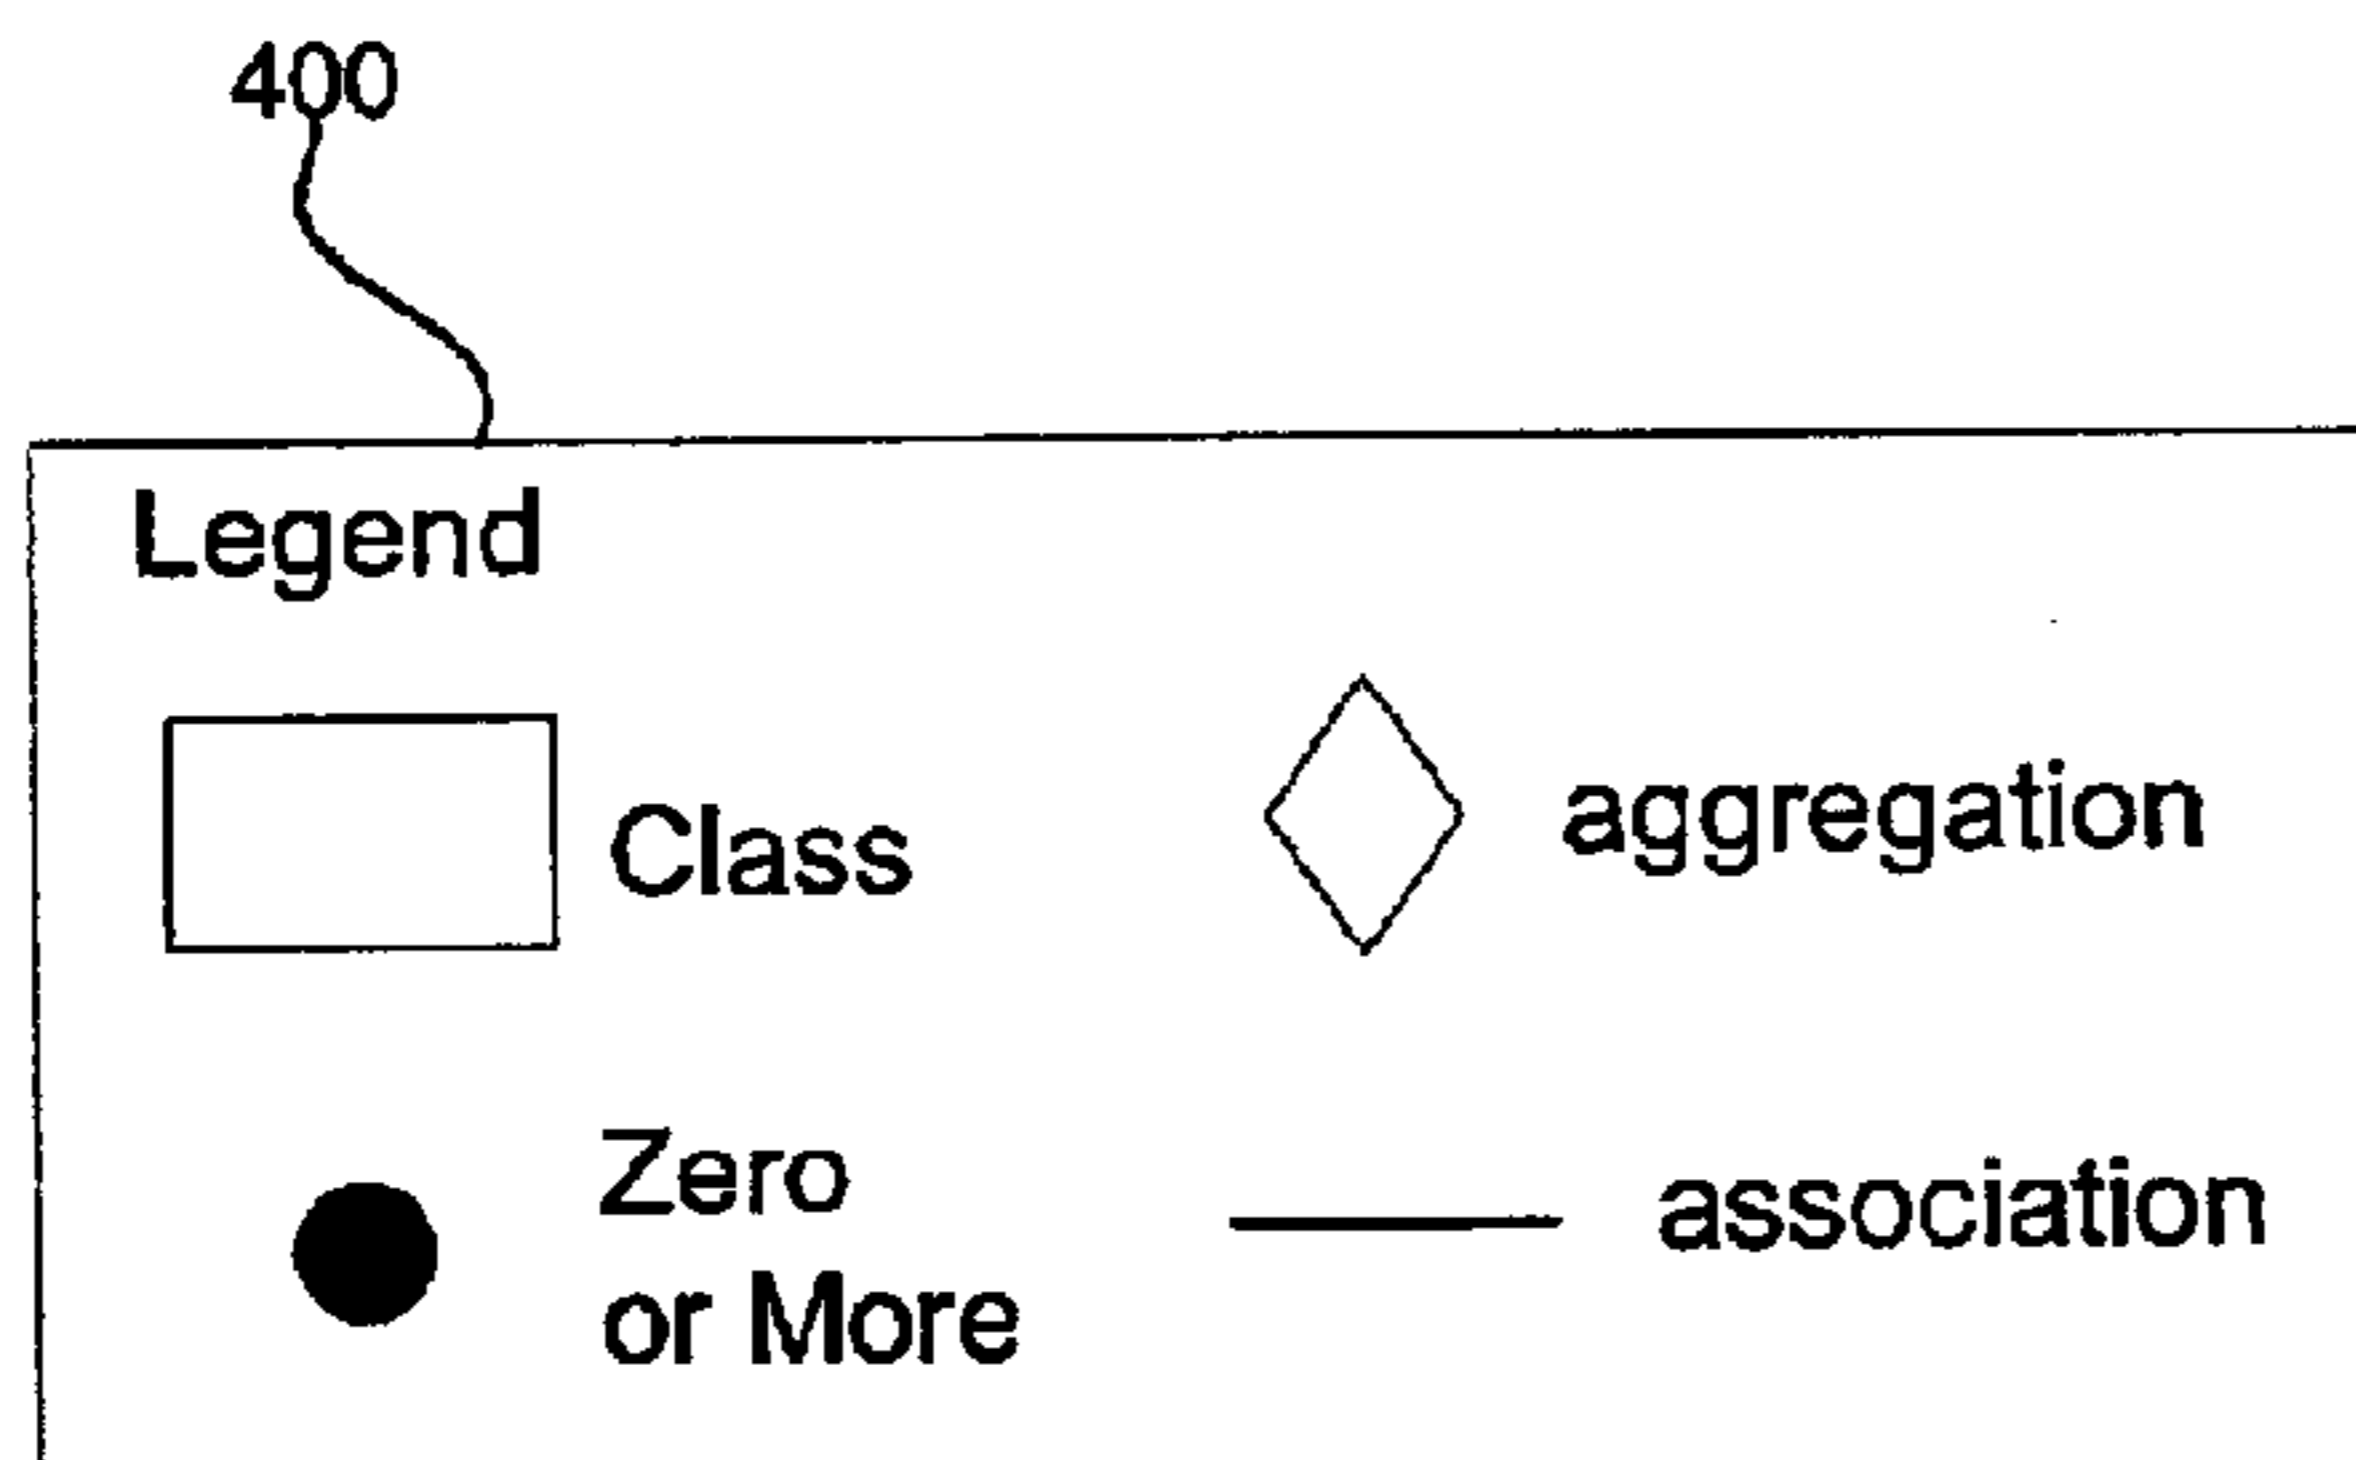 400
Legend
Class
aggregation
Zero
or More
association